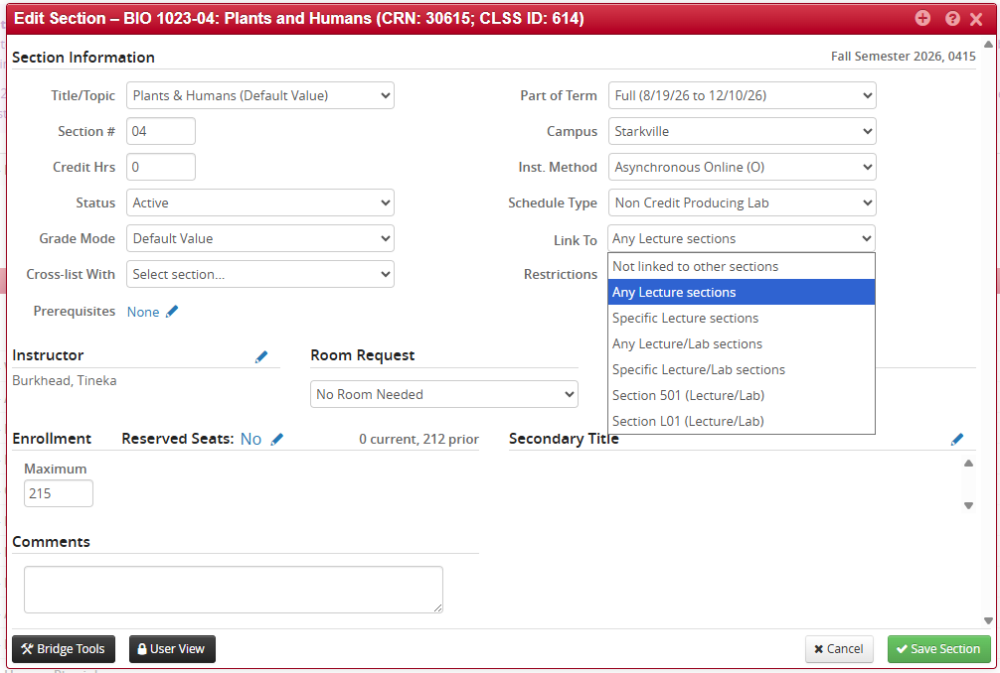 Edit Section – BIO 1023-04: Plants and Humans (CRN: 30615; CLSS ID: 614)
Section Information
Fall Semester 2026, 0415
Title/Topic Plants & Humans (Default Value)
Part of Term Full (8/19/26 to 12/10/26)
Section # 04
Campus Starkville
Credit Hrs 0
Inst. Method Asynchronous Online (O)
Status Active
Schedule Type Non Credit Producing Lab
Grade Mode Default Value
Link To Any Lecture sections
Cross-list With Select section...
Restrictions
Not linked to other sections
Any Lecture sections
Specific Lecture sections
Any Lecture/Lab sections
Specific Lecture/Lab sections
Section 501 (Lecture/Lab)
Section L01 (Lecture/Lab)
Prerequisites None
Instructor
Burkhead, Tineka
Room Request
No Room Needed
Enrollment Reserved Seats: No 0 current, 212 prior
Maximum
215
Secondary Title
Comments
Bridge Tools
User View
Cancel
Save Section